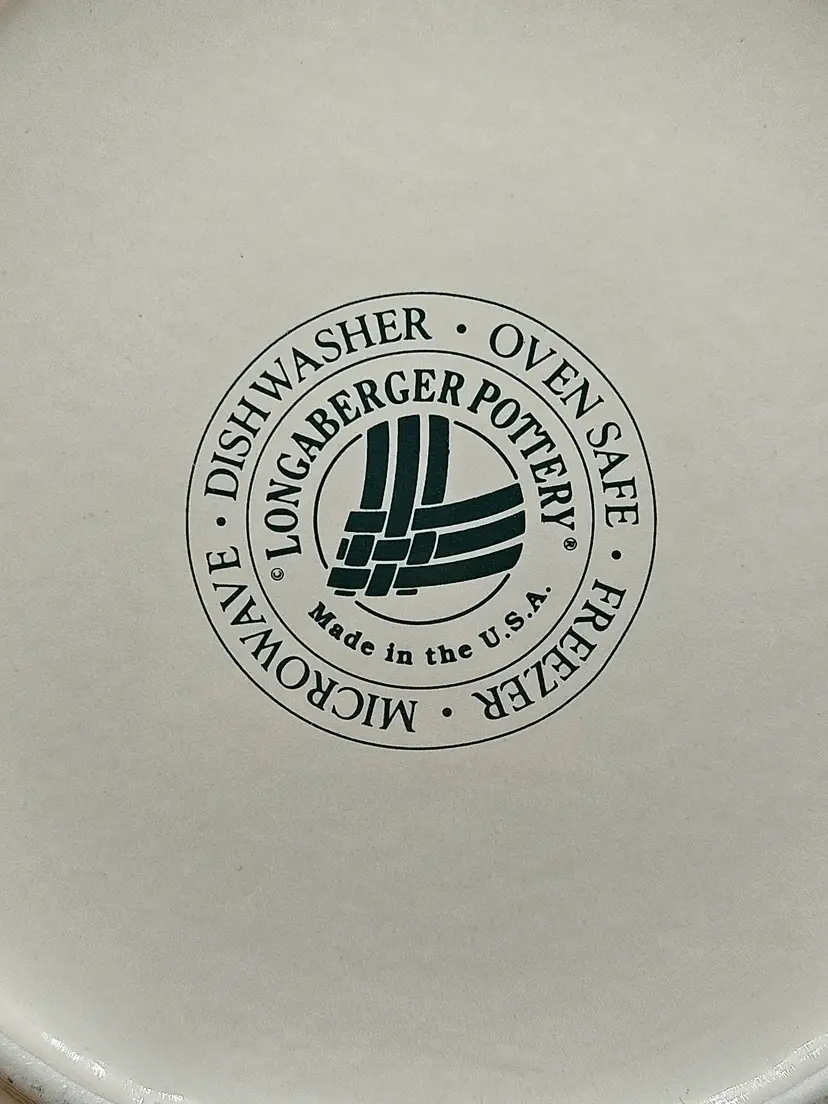 DISHWASHER · OVEN SAFE · FREEZER · MICROWAVE ·
© LONGABERGER POTTERY ®
Made in the U.S.A.